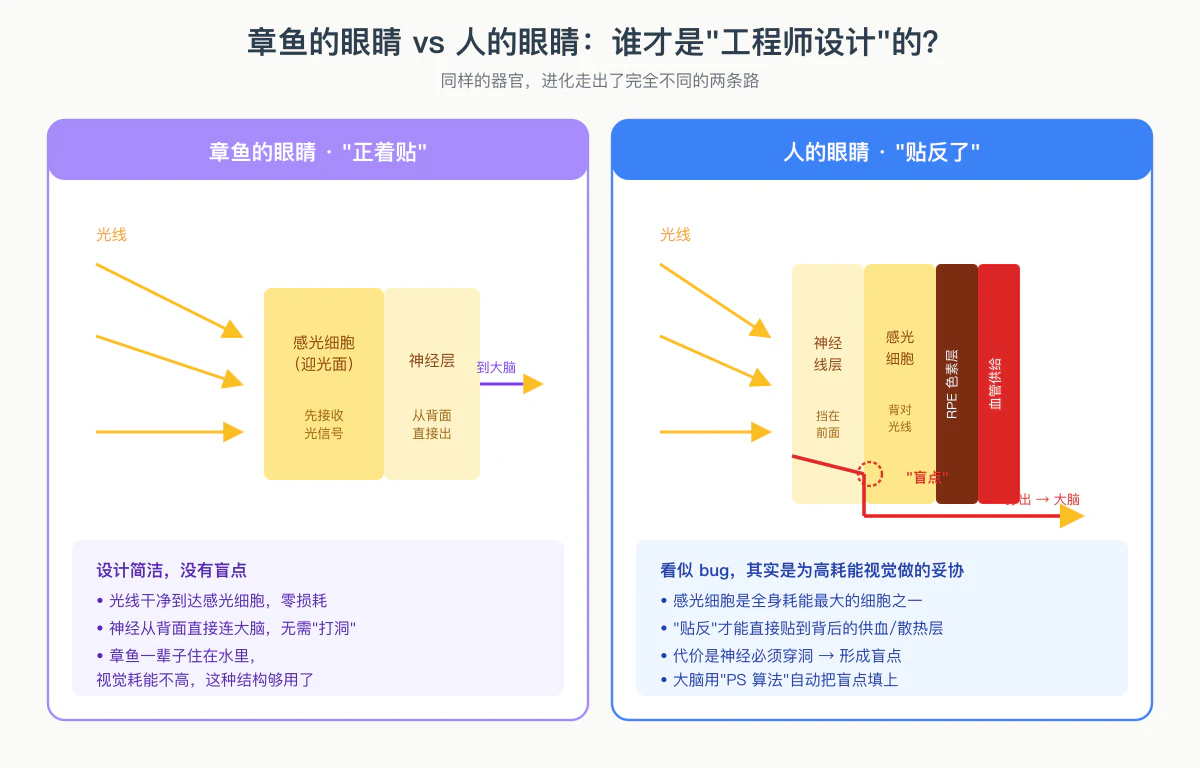 章鱼的眼睛 vs 人的眼睛：谁才是"工程师设计"的?
同样的器官，进化走出了完全不同的两条路
章鱼的眼睛 · "正着贴"
光线
感光细胞
（迎光面）
先接收
光信号
神经层
从背面
直接出
到大脑
设计简洁，没有盲点
• 光线干净到达感光细胞，零损耗
• 神经从背面直接连大脑，无需"打洞"
• 章鱼一辈子住在水里，
视觉耗能不高，这种结构够用了
人的眼睛 · "贴反了"
光线
神经
线层
挡在
前面
感光
细胞
背对
光线
RPE 色素层
血管供给
"盲点"
出 → 大脑
看似 bug，其实是为高耗能视觉做的妥协
• 感光细胞是全身耗能最大的细胞之一
• "贴反"才能直接贴到背后的供血/散热层
• 代价是神经必须穿洞 → 形成盲点
• 大脑用"PS 算法"自动把盲点填上